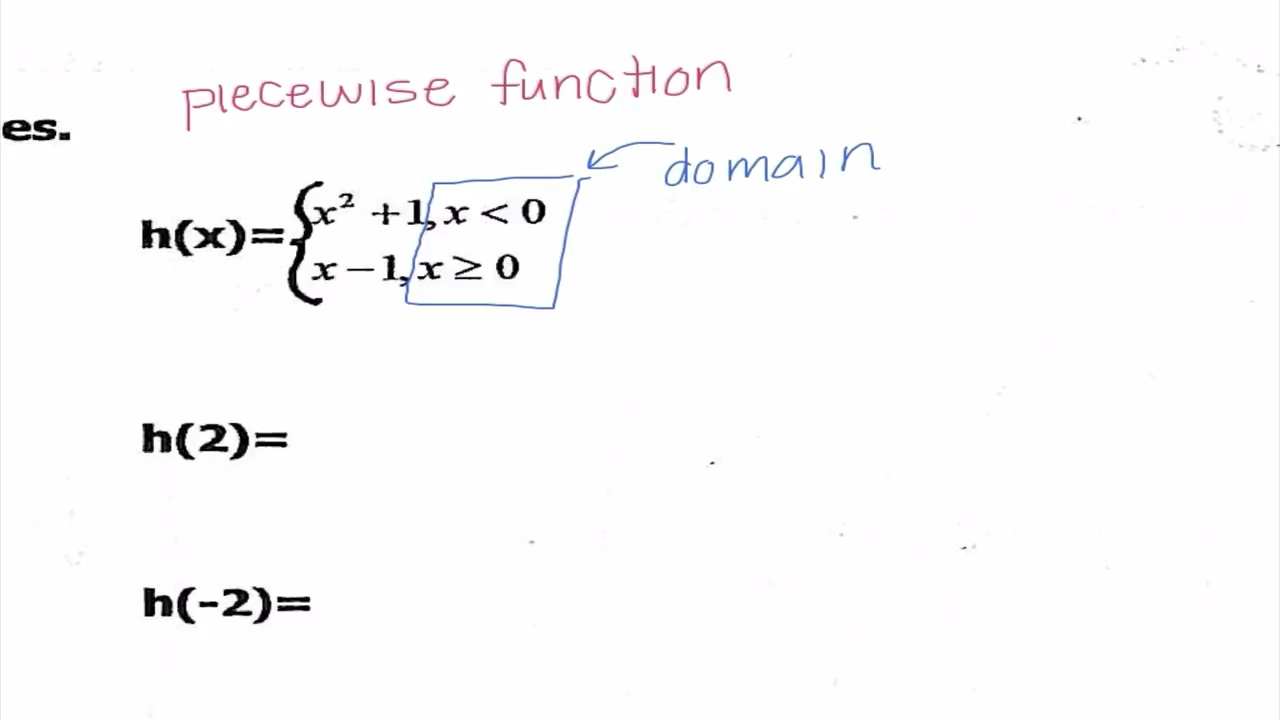 piecewise function
es.
domain
h(x)={x² +1, x < 0
x −1, x ≥ 0
h(2)=
h(-2)=